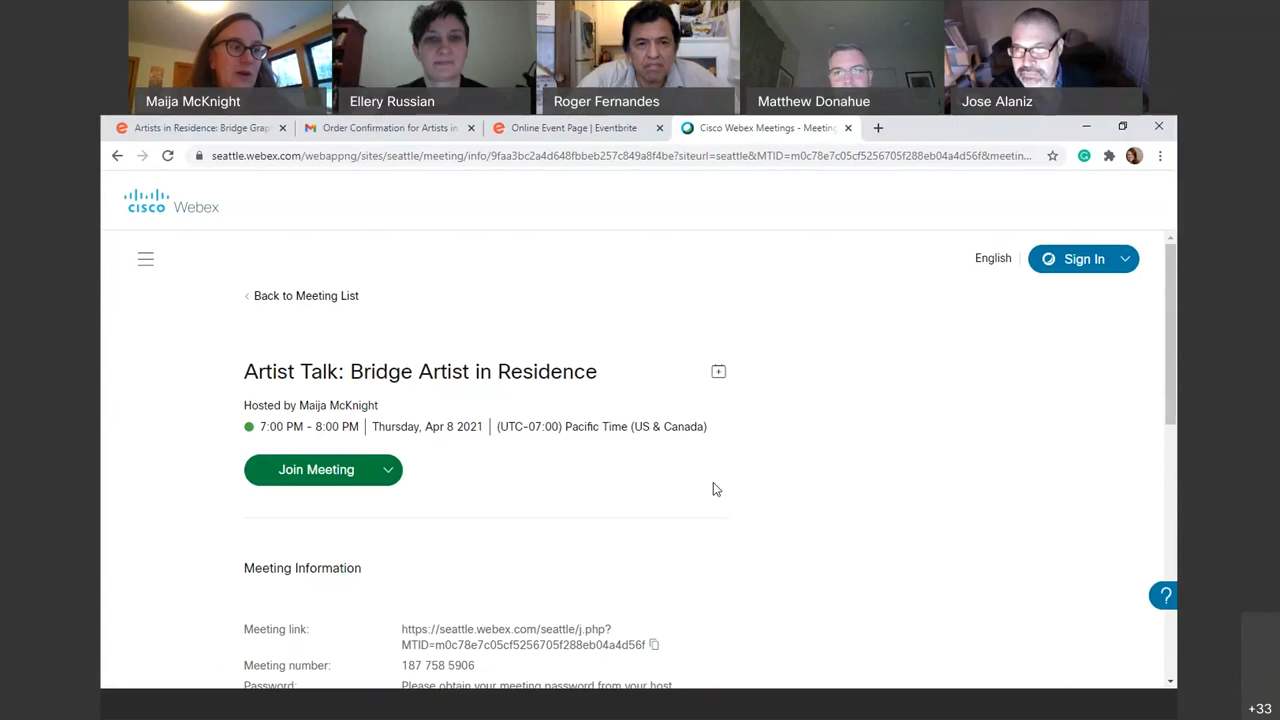 Maija McKnight
Ellery Russian
Roger Fernandes
Matthew Donahue
Jose Alaniz
Artists in Residence: Bridge Grap
Order Confirmation for Artists in
Online Event Page | Eventbrite
Cisco Webex Meetings - Meeting
seattle.webex.com/webappng/sites/seattle/meeting/info/9faa3bc2a4d648fbbeb257c849a8f4be?siteurl=seattle&MTID=m0c78e7c05cf5256705f288eb04a4d56f&meetin...
CISCO Webex
English
Sign In
Back to Meeting List
Artist Talk: Bridge Artist in Residence
Hosted by Maija McKnight
7:00 PM - 8:00 PM | Thursday, Apr 8 2021 | (UTC-07:00) Pacific Time (US & Canada)
Join Meeting
Meeting Information
?
Meeting link: https://seattle.webex.com/seattle/j.php?
MTID=m0c78e7c05cf5256705f288eb04a4d56f
Meeting number: 187 758 5906
Password: Please obtain your meeting password from your host.
+33